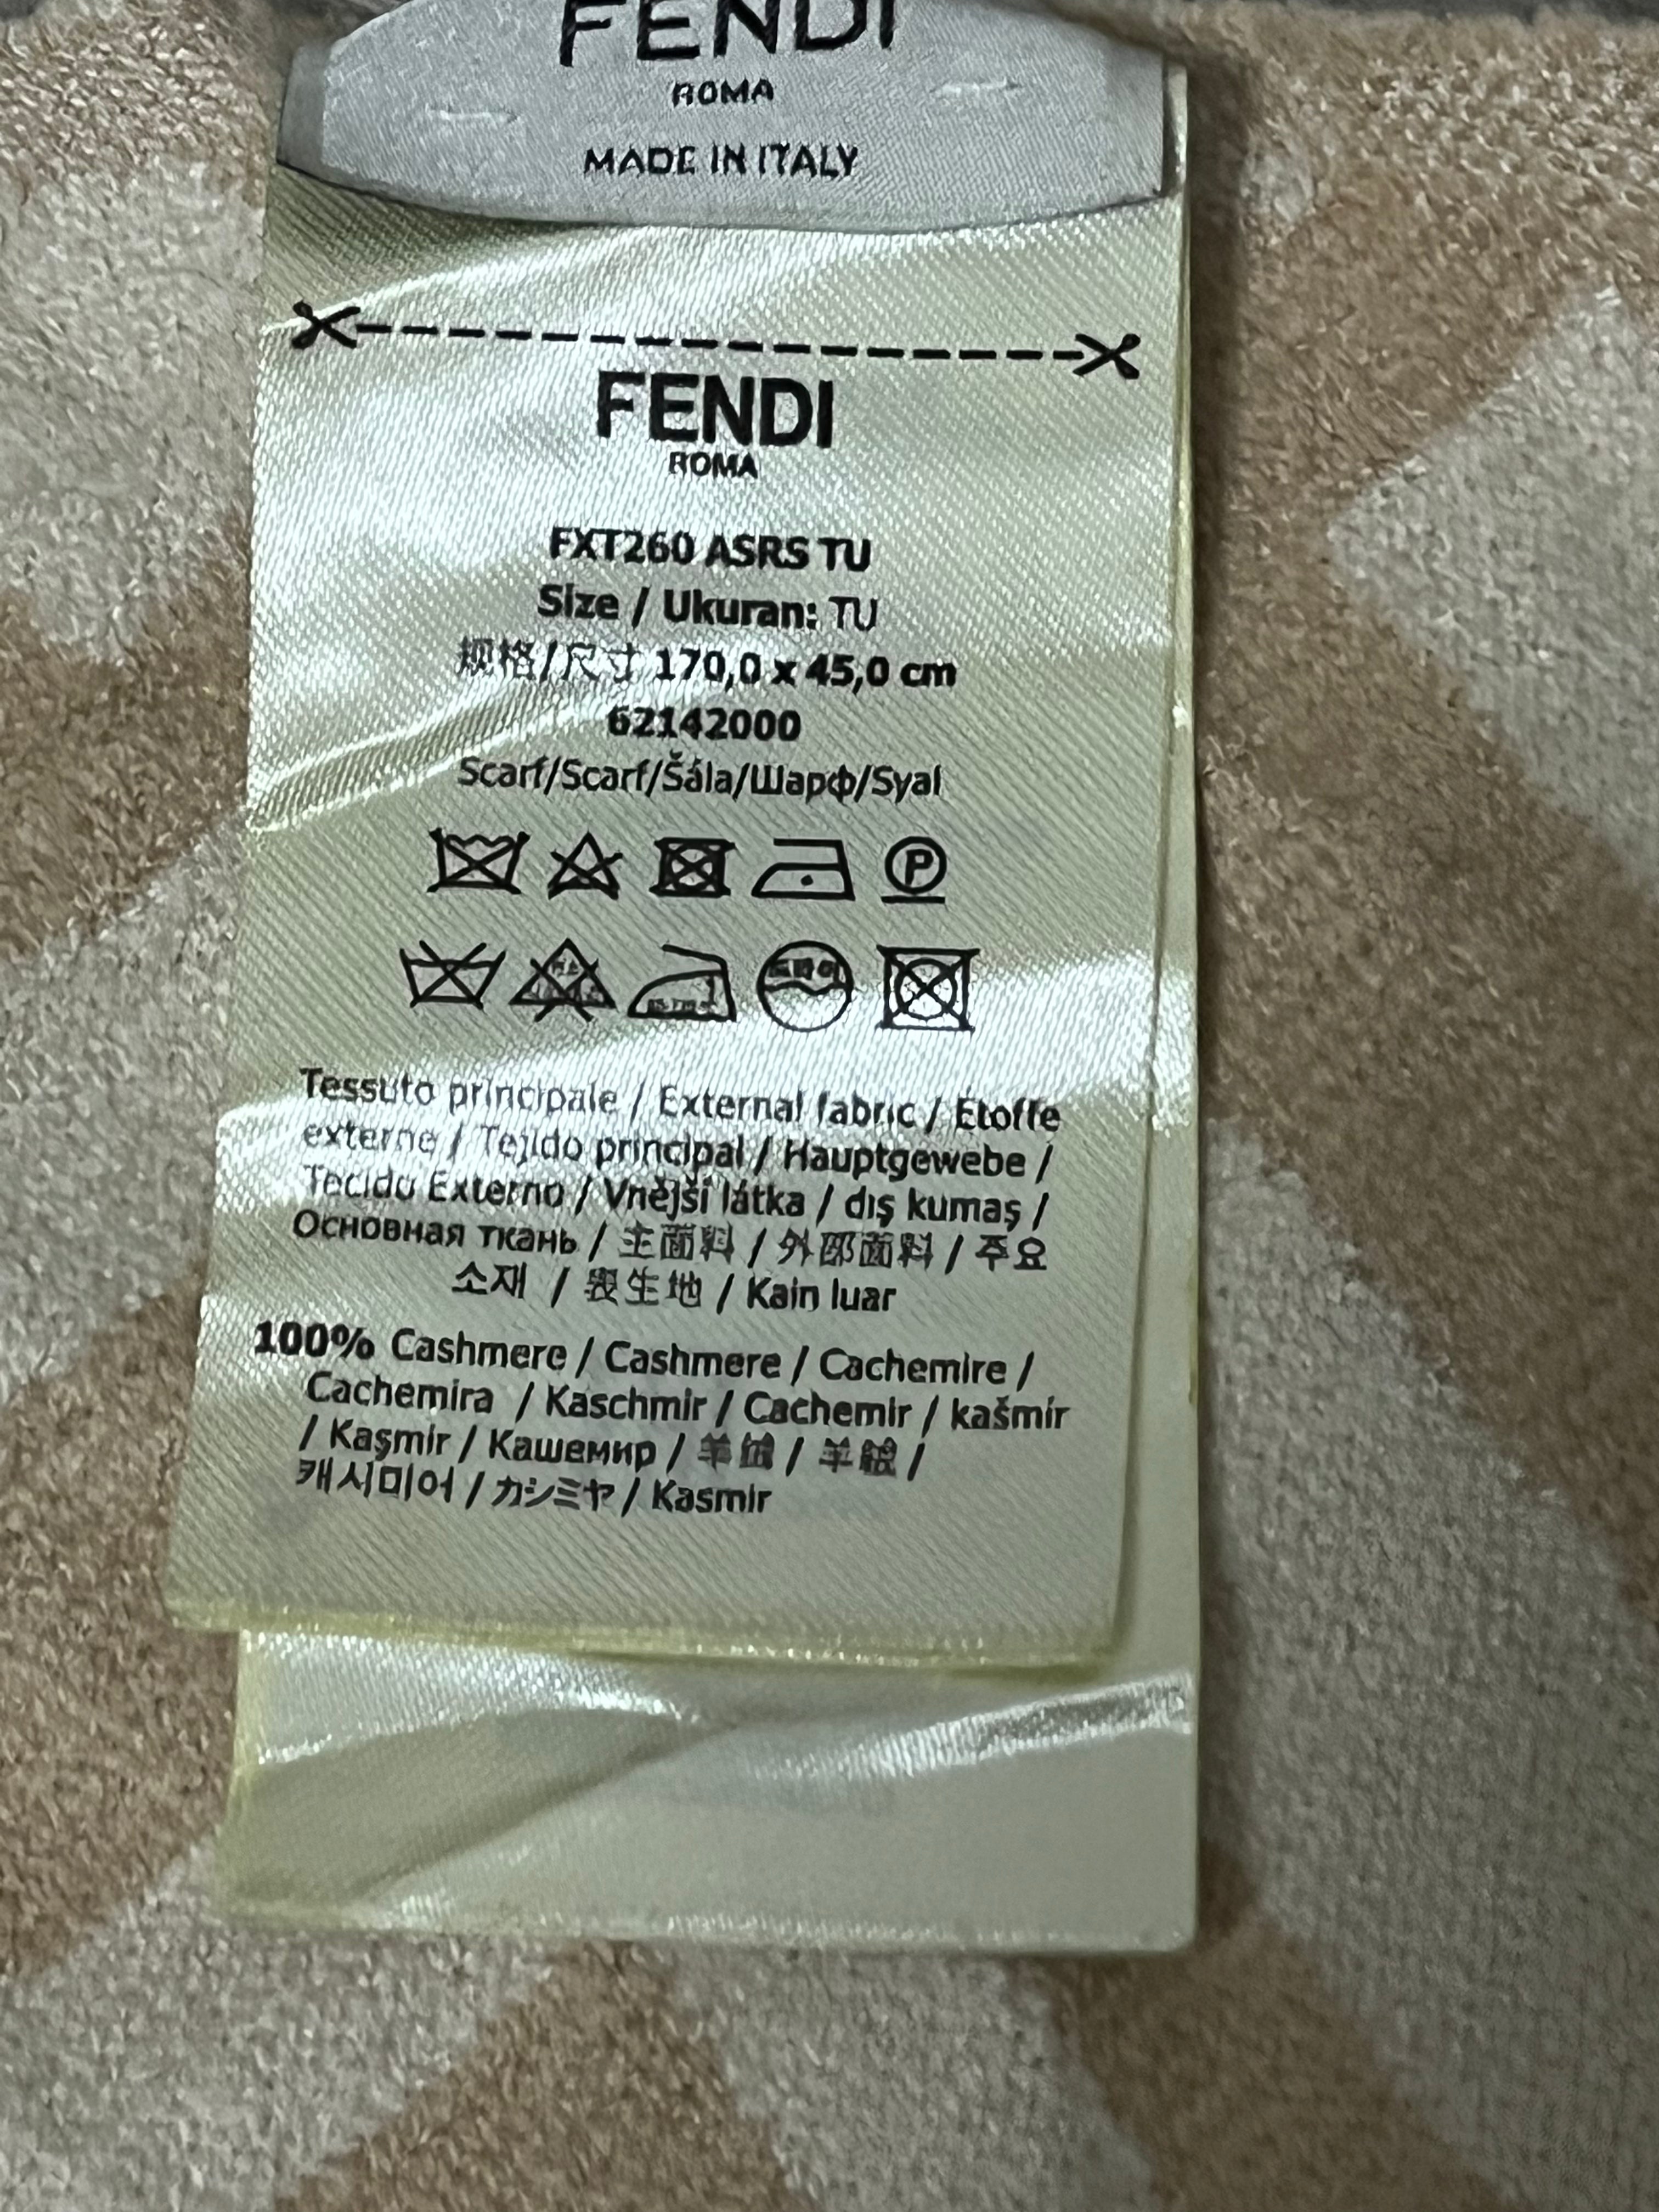 FENDI
ROMA
MADE IN ITALY
FENDI
ROMA
FXT260 ASRS TU
Size / Ukuran: TU
规格/尺寸 170,0 x 45,0 cm
62142000
Scarf/Scarf/Šála/Шарф/Syal
P
Tessuto principale / External fabric / Étoffe
externe / Tejido principal / Hauptgewebe /
Tecido Externo / Vnější látka / dış kumaş /
Основная ткань / 主面料 / 外部面料 / 주요
소재 / 表生地 / Kain luar
100% Cashmere / Cashmere / Cachemire /
Cachemira / Kaschmir / Cachemir / kašmír
/ Kaşmir / Кашемир / 羊绒 / 羊絨 /
캐시미어 / カシミヤ / Kasmir